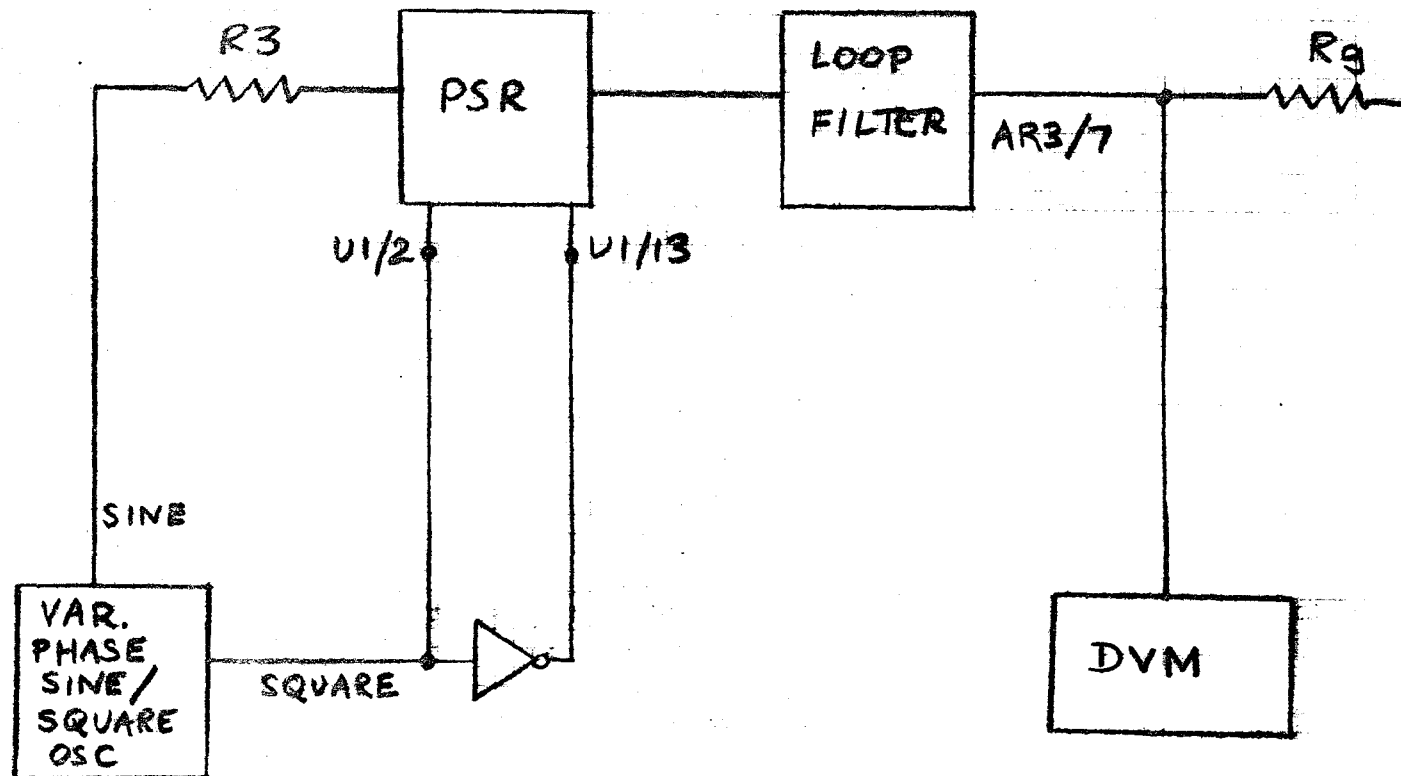 R3
PSR
LOOP
FILTER
Rg
AR3/7
U1/2
U1/13
SINE
VAR.
PHASE
SINE/
SQUARE
OSC
SQUARE
DVM